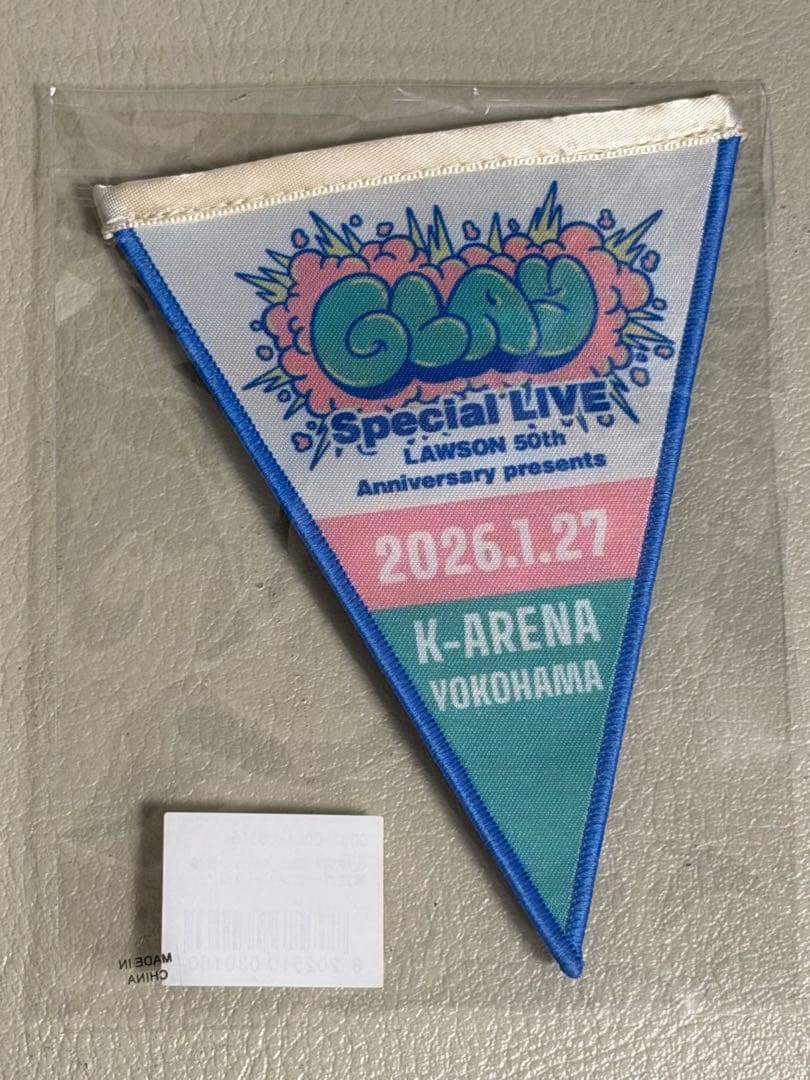 GLAY
Special LIVE
LAWSON 50th
Anniversary presents
2026.1.27
K-ARENA
YOKOHAMA
MADE IN
CHINA